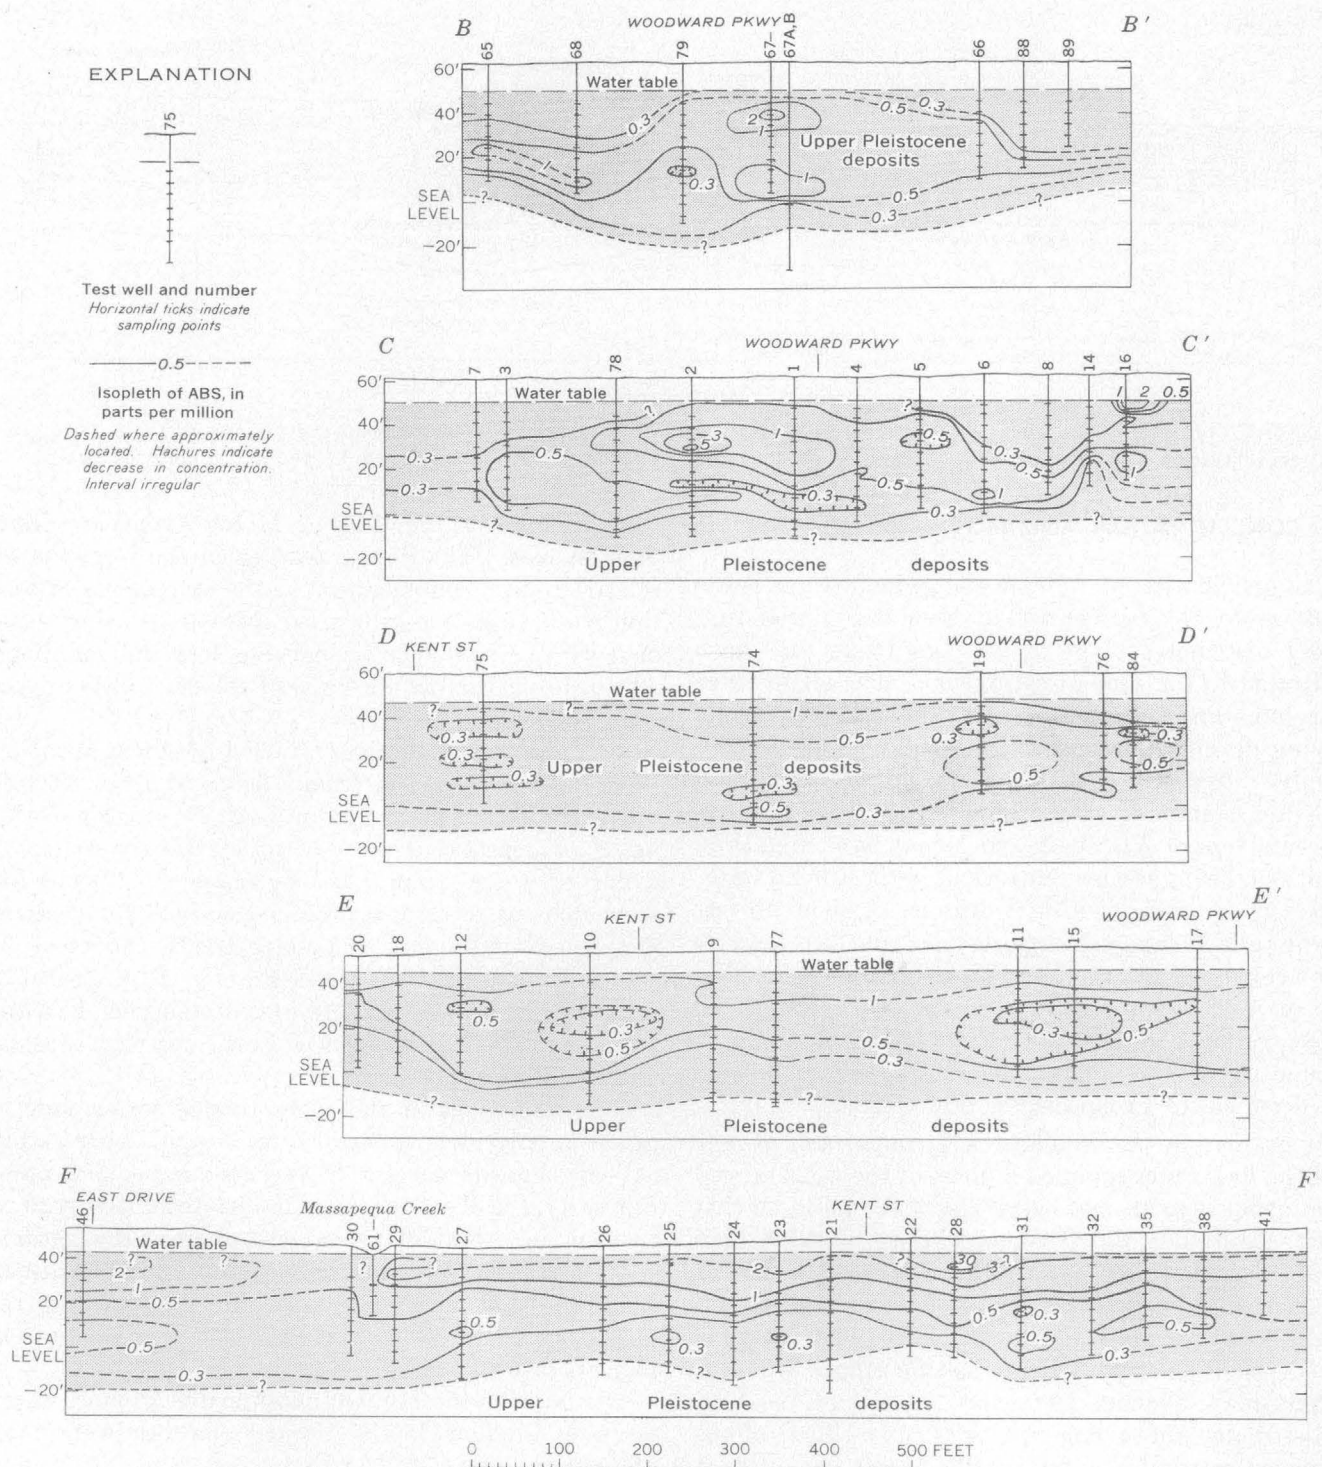 EXPLANATION
75
Test well and number
Horizontal ticks indicate
sampling points
0.5
Isopleth of ABS, in
parts per million
Dashed where approximately
located. Hachures indicate
decrease in concentration.
Interval irregular
B WOODWARD PKWY B'
65 68 79 67 67A,B 66 88 89
60'
Water table
40'
20'
SEA
LEVEL
-20'
0.3 2 1 0.5 0.3
Upper Pleistocene
deposits
1 0.3 1 0.5 0.3
? ? ?
C WOODWARD PKWY C'
7 3 78 2 1 4 5 6 8 14 16
60'
Water table
1 2 0.5
40'
20'
SEA
LEVEL
-20'
? 3 5 1 ? 0.5 0.3
0.3 0.5 0.5 1
0.3 0.3 0.5 1 0.3
? ? ?
Upper Pleistocene deposits
D KENT ST WOODWARD PKWY D'
75 74 19 76 84
60'
Water table
40'
20'
SEA
LEVEL
-20'
? ? 1
0.3 0.5 0.3 0.3
0.3 Upper Pleistocene deposits 0.5
0.3 0.3 0.5
0.5 0.3
? ?
E KENT ST WOODWARD PKWY E'
20 18 12 10 9 77 11 15 17
Water table
40'
20'
SEA
LEVEL
-20'
1
0.5 0.3 0.3 0.5
0.5 0.5
0.3
? ? ?
Upper Pleistocene deposits
F EAST DRIVE Massapequa Creek KENT ST F
46 30 61 29 27 26 25 24 23 21 22 28 31 32 35 38 41
Water table
40'
20'
SEA
LEVEL
-20'
? ? ? ? ? 30 3 ?
2 2
1 1 0.5 0.3
0.5 0.5 0.5
0.5 0.3 0.3 0.5
0.3 0.3
? ? ?
Upper Pleistocene deposits
0 100 200 300 400 500 FEET